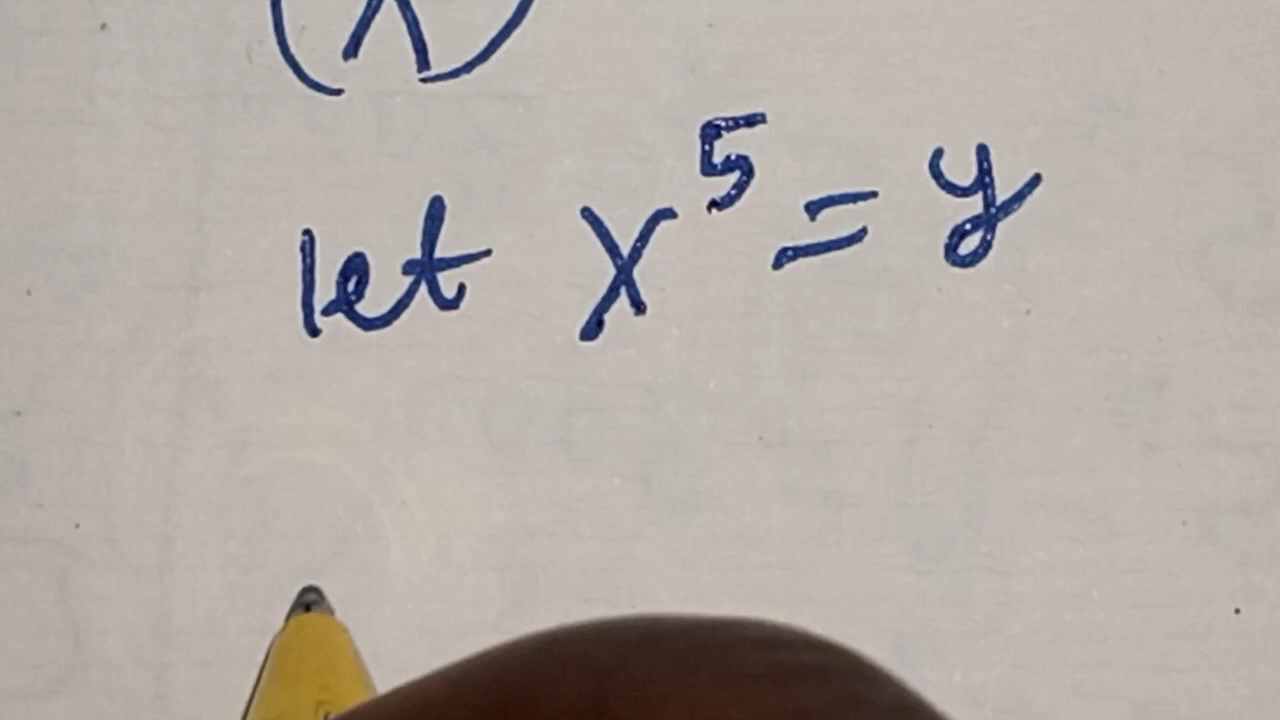 (x)
let x⁵ = y